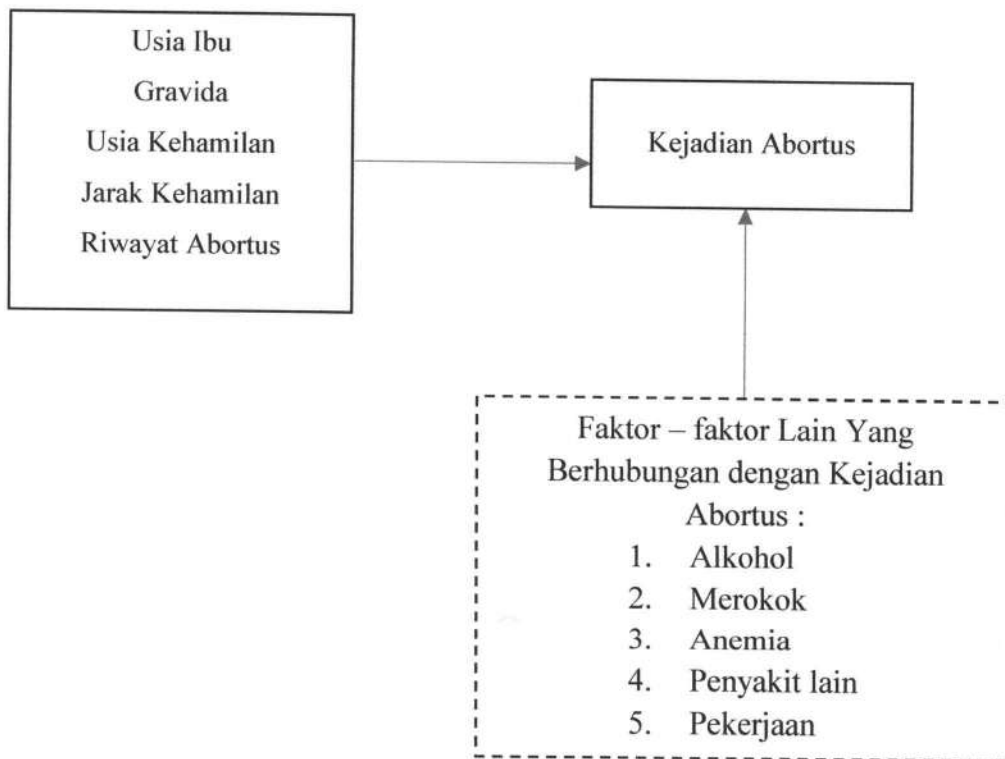 Usia Ibu
Gravida
Usia Kehamilan
Jarak Kehamilan
Riwayat Abortus
Kejadian Abortus
Faktor – faktor Lain Yang
Berhubungan dengan Kejadian
Abortus :
1. Alkohol
2. Merokok
3. Anemia
4. Penyakit lain
5. Pekerjaan